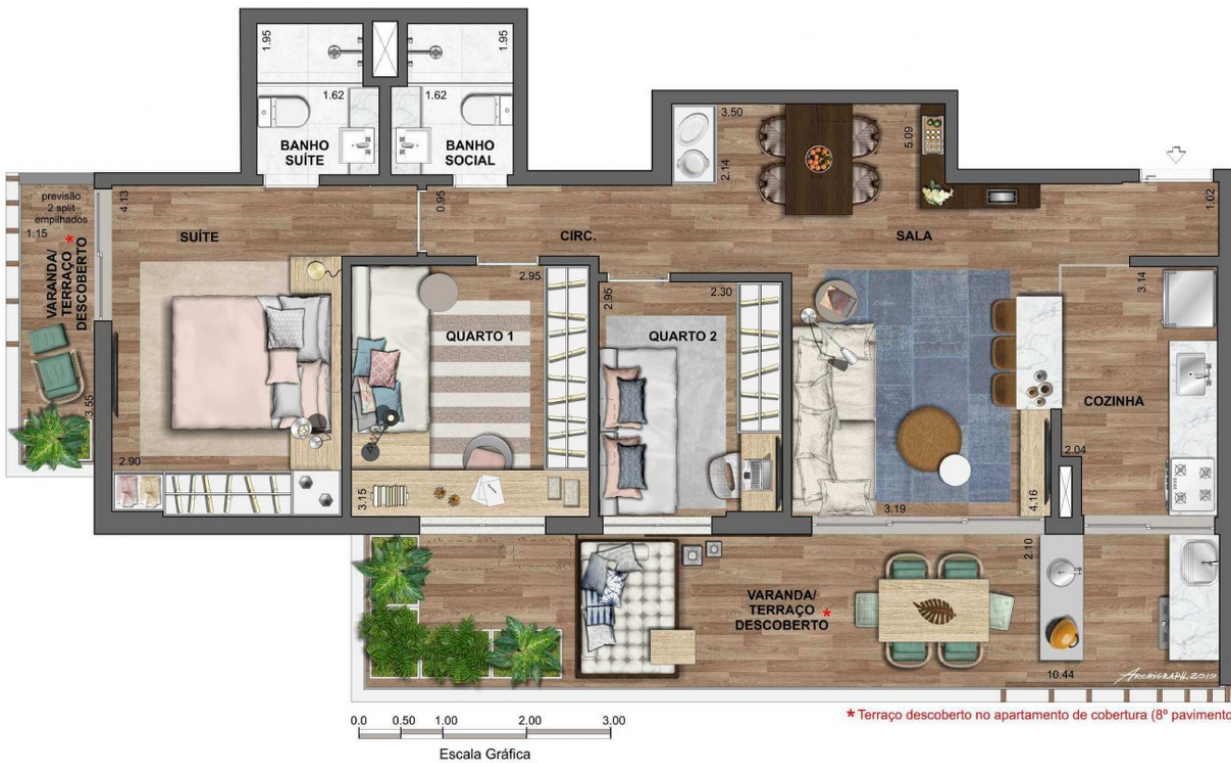 1.95
1.95
1.62
1.62
BANHO
SUÍTE
BANHO
SOCIAL
3.50
5.09
2.14
previsão
2 split
empilhados
1.15
4.13
0.95
1.02
SUÍTE
CIRC.
SALA
VARANDA/
TERRAÇO *
DESCOBERTO
2.95
2.95
2.30
3.14
QUARTO 1
QUARTO 2
COZINHA
3.55
2.90
3.15
2.04
3.19
4.16
2.10
VARANDA/
TERRAÇO *
DESCOBERTO
10.44
ARCHIGRAPH 2019
0.0 0.50 1.00 2.00 3.00
Escala Gráfica
* Terraço descoberto no apartamento de cobertura (8º pavimento